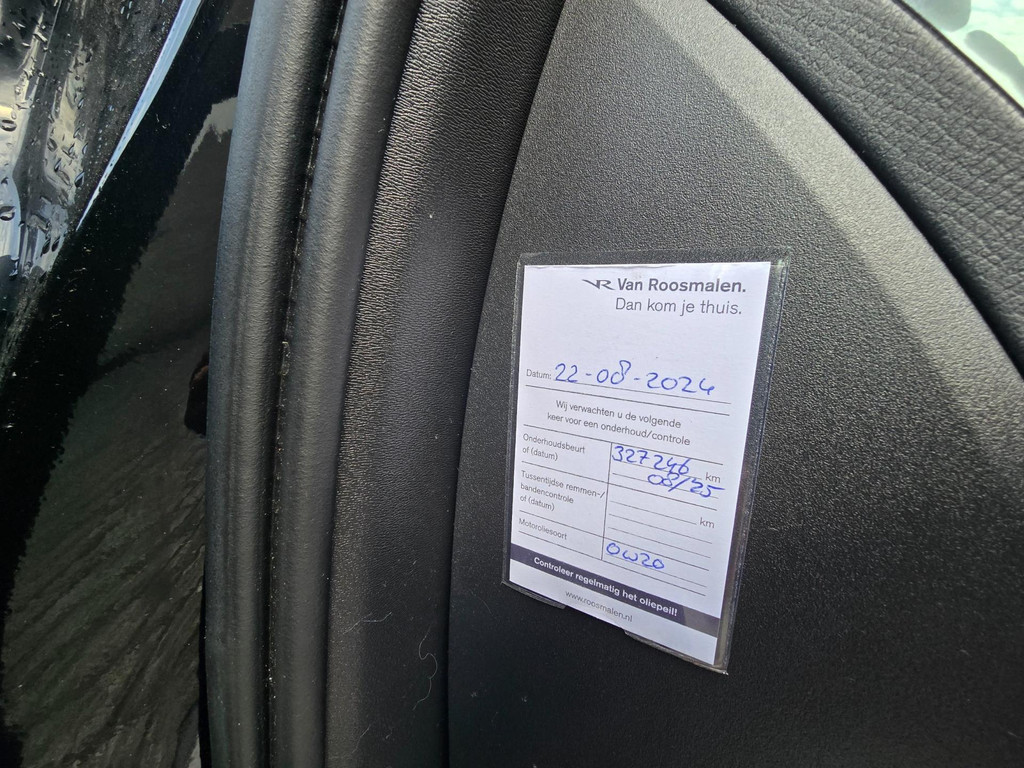 VR Van Roosmalen.
Dan kom je thuis.
Datum: 22-08-2024
Wij verwachten u de volgende
keer voor een onderhoud/controle
Onderhoudsbeurt 327246 km
of (datum) 08/25
Tussentijdse remmen-/
bandencontrole km
of (datum)
Motoroliesoort 0W20
Controleer regelmatig het oliepeil!
www.roosmalen.nl